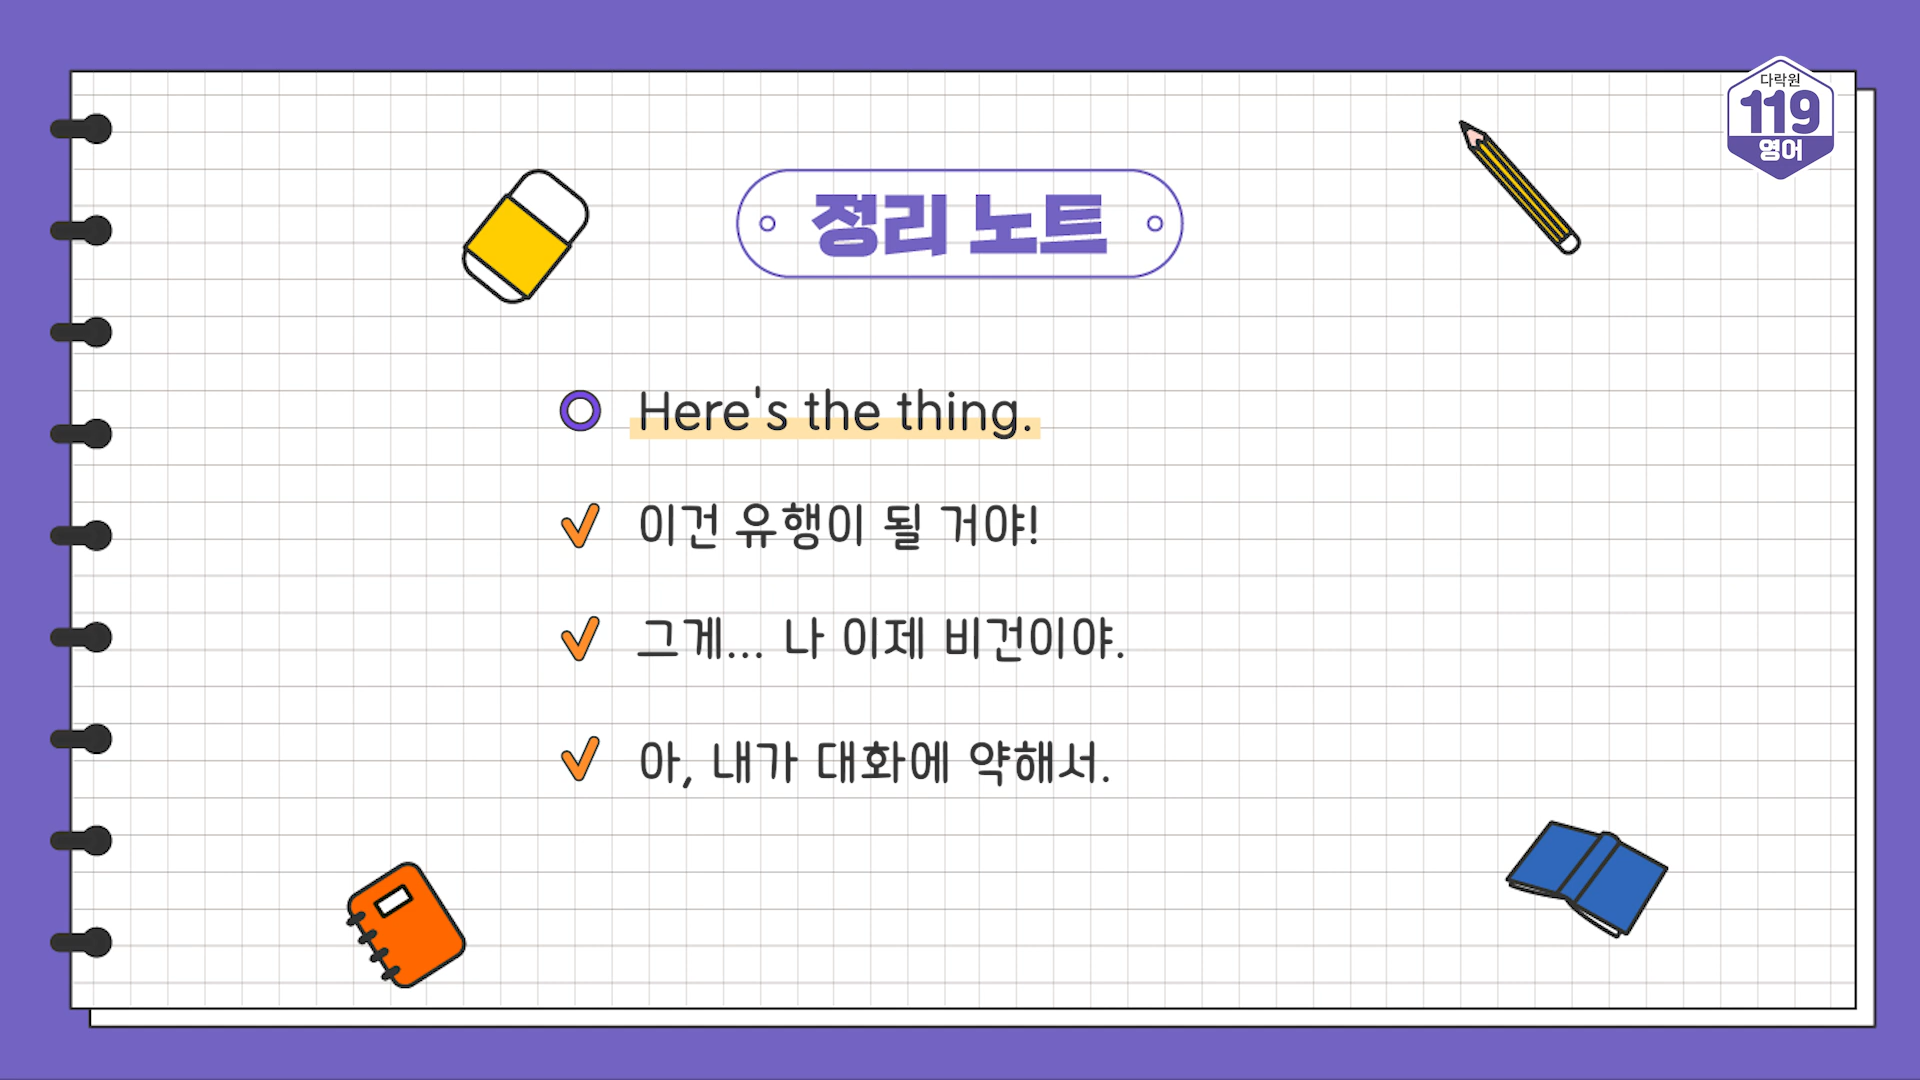 다락원
119
영어
정리 노트
Here's the thing.
이건 유행이 될 거야!
그게... 나 이제 비건이야.
아, 내가 대화에 약해서.